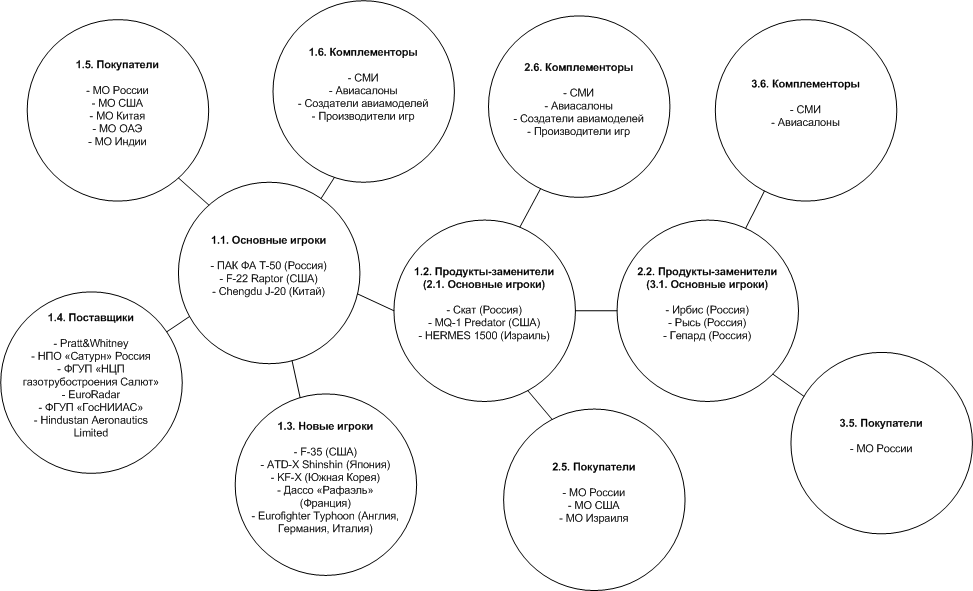 1.5. Покупатели
- МО России
- МО США
- МО Китая
- МО ОАЭ
- МО Индии
1.6. Комплементоры
- СМИ
- Авиасалоны
- Создатели авиамоделей
- Производители игр
2.6. Комплементоры
- СМИ
- Авиасалоны
- Создатели авиамоделей
- Производители игр
3.6. Комплементоры
- СМИ
- Авиасалоны
1.1. Основные игроки
- ПАК ФА Т-50 (Россия)
- F-22 Raptor (США)
- Chengdu J-20 (Китай)
1.2. Продукты-заменители
(2.1. Основные игроки)
- Скат (Россия)
- MQ-1 Predator (США)
- HERMES 1500 (Израиль)
2.2. Продукты-заменители
(3.1. Основные игроки)
- Ирбис (Россия)
- Рысь (Россия)
- Гепард (Россия)
1.4. Поставщики
- Pratt&Whitney
- НПО «Сатурн» Россия
- ФГУП «НЦП
газотрубостроения Салют»
- EuroRadar
- ФГУП «ГосНИИАС»
- Hindustan Aeronautics
Limited
1.3. Новые игроки
- F-35 (США)
- ATD-X Shinshin (Япония)
- KF-X (Южная Корея)
- Дассо «Рафаэль»
(Франция)
- Eurofighter Typhoon (Англия,
Германия, Италия)
2.5. Покупатели
- МО России
- МО США
- МО Израиля
3.5. Покупатели
- МО России